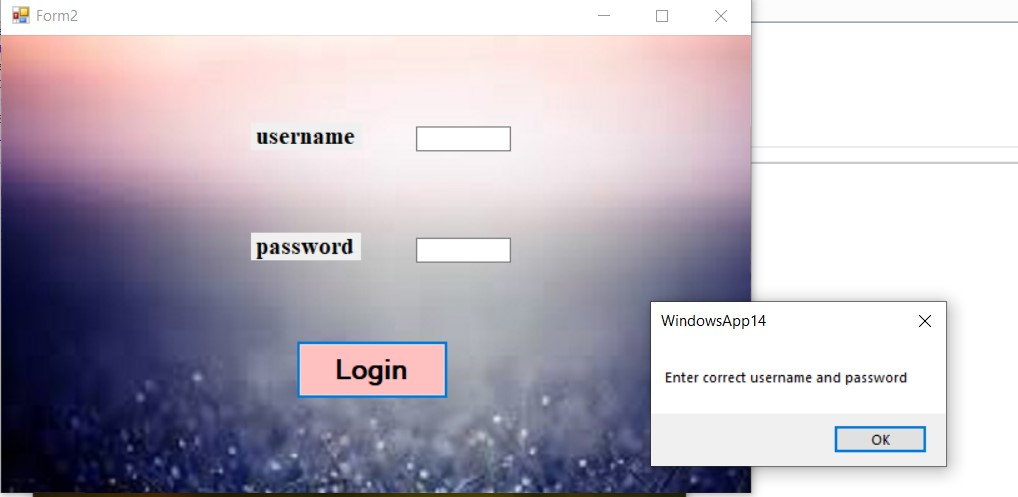 Form2
username
password
Login
WindowsApp14
Enter correct username and password
OK